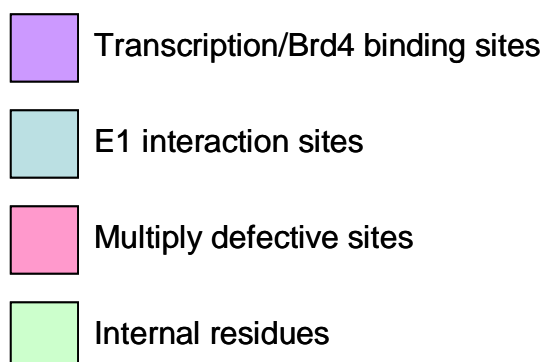 Transcription/Brd4 binding sites
E1 interaction sites
Multiply defective sites
Internal residues